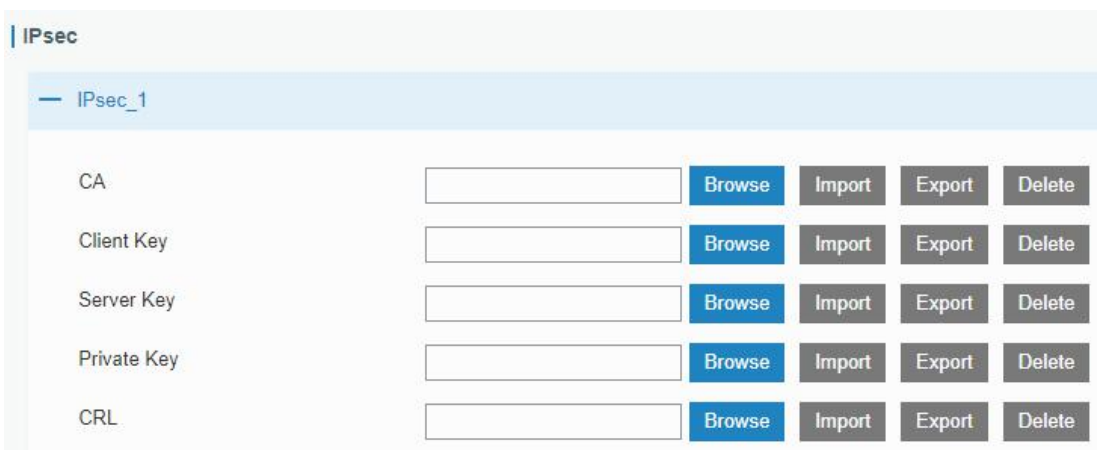 IPsec
IPsec_1
CA Browse Import Export Delete
Client Key Browse Import Export Delete
Server Key Browse Import Export Delete
Private Key Browse Import Export Delete
CRL Browse Import Export Delete